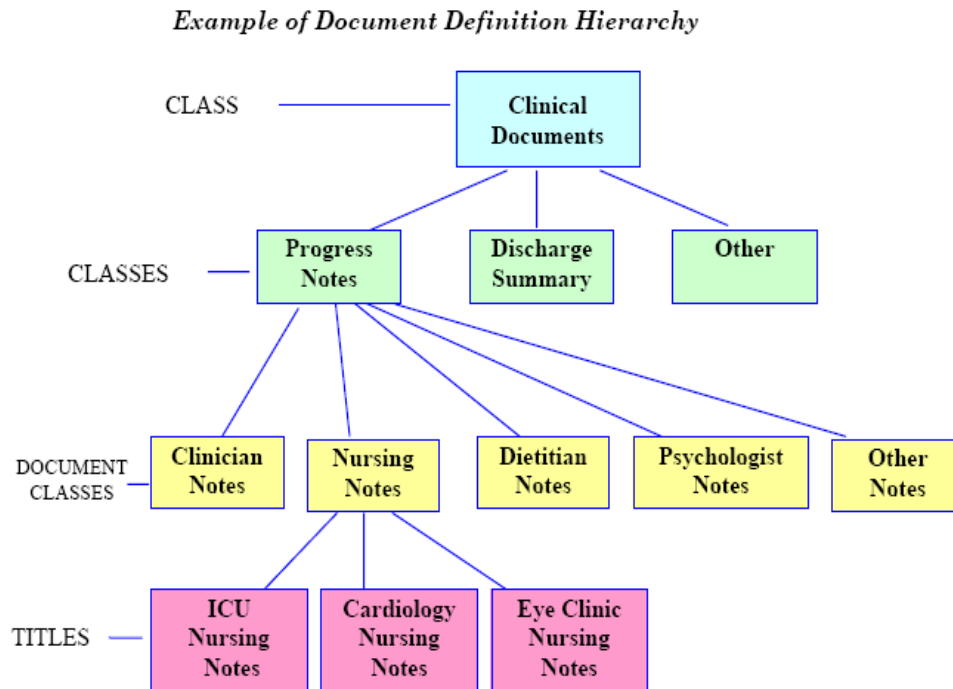 Example of Document Definition Hierarchy
CLASS
Clinical
Documents
CLASSES
Progress
Notes
Discharge
Summary
Other
DOCUMENT
CLASSES
Clinician
Notes
Nursing
Notes
Dietitian
Notes
Psychologist
Notes
Other
Notes
TITLES
ICU
Nursing
Notes
Cardiology
Nursing
Notes
Eye Clinic
Nursing
Notes